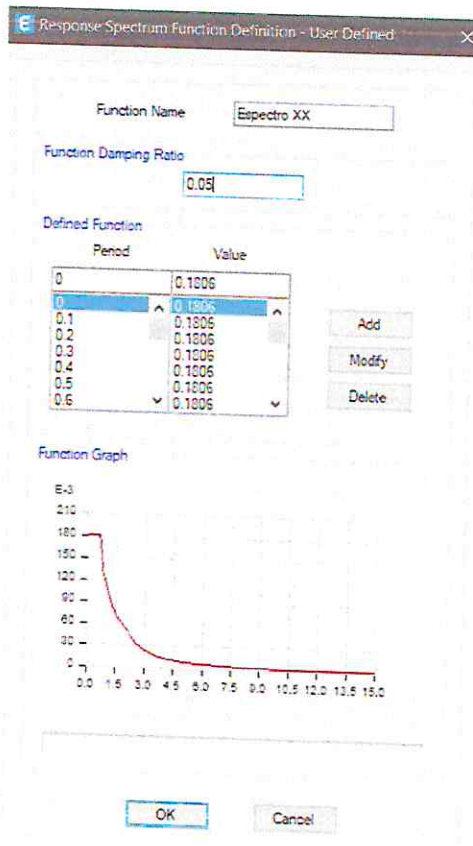 Response Spectrum Function Definition - User Defined
Function Name Espectro XX
Function Damping Ratio
0.05
Defined Function
Period Value
0 0.1806
0 0.1806
0.1 0.1806
0.2 0.1806
0.3 0.1806
0.4 0.1806
0.5 0.1806
0.6 0.1806
Add
Modify
Delete
Function Graph
E-3
210
180
150
120
90
60
30
0
0.0 1.5 3.0 4.5 6.0 7.5 9.0 10.5 12.0 13.5 15.0
OK Cancel